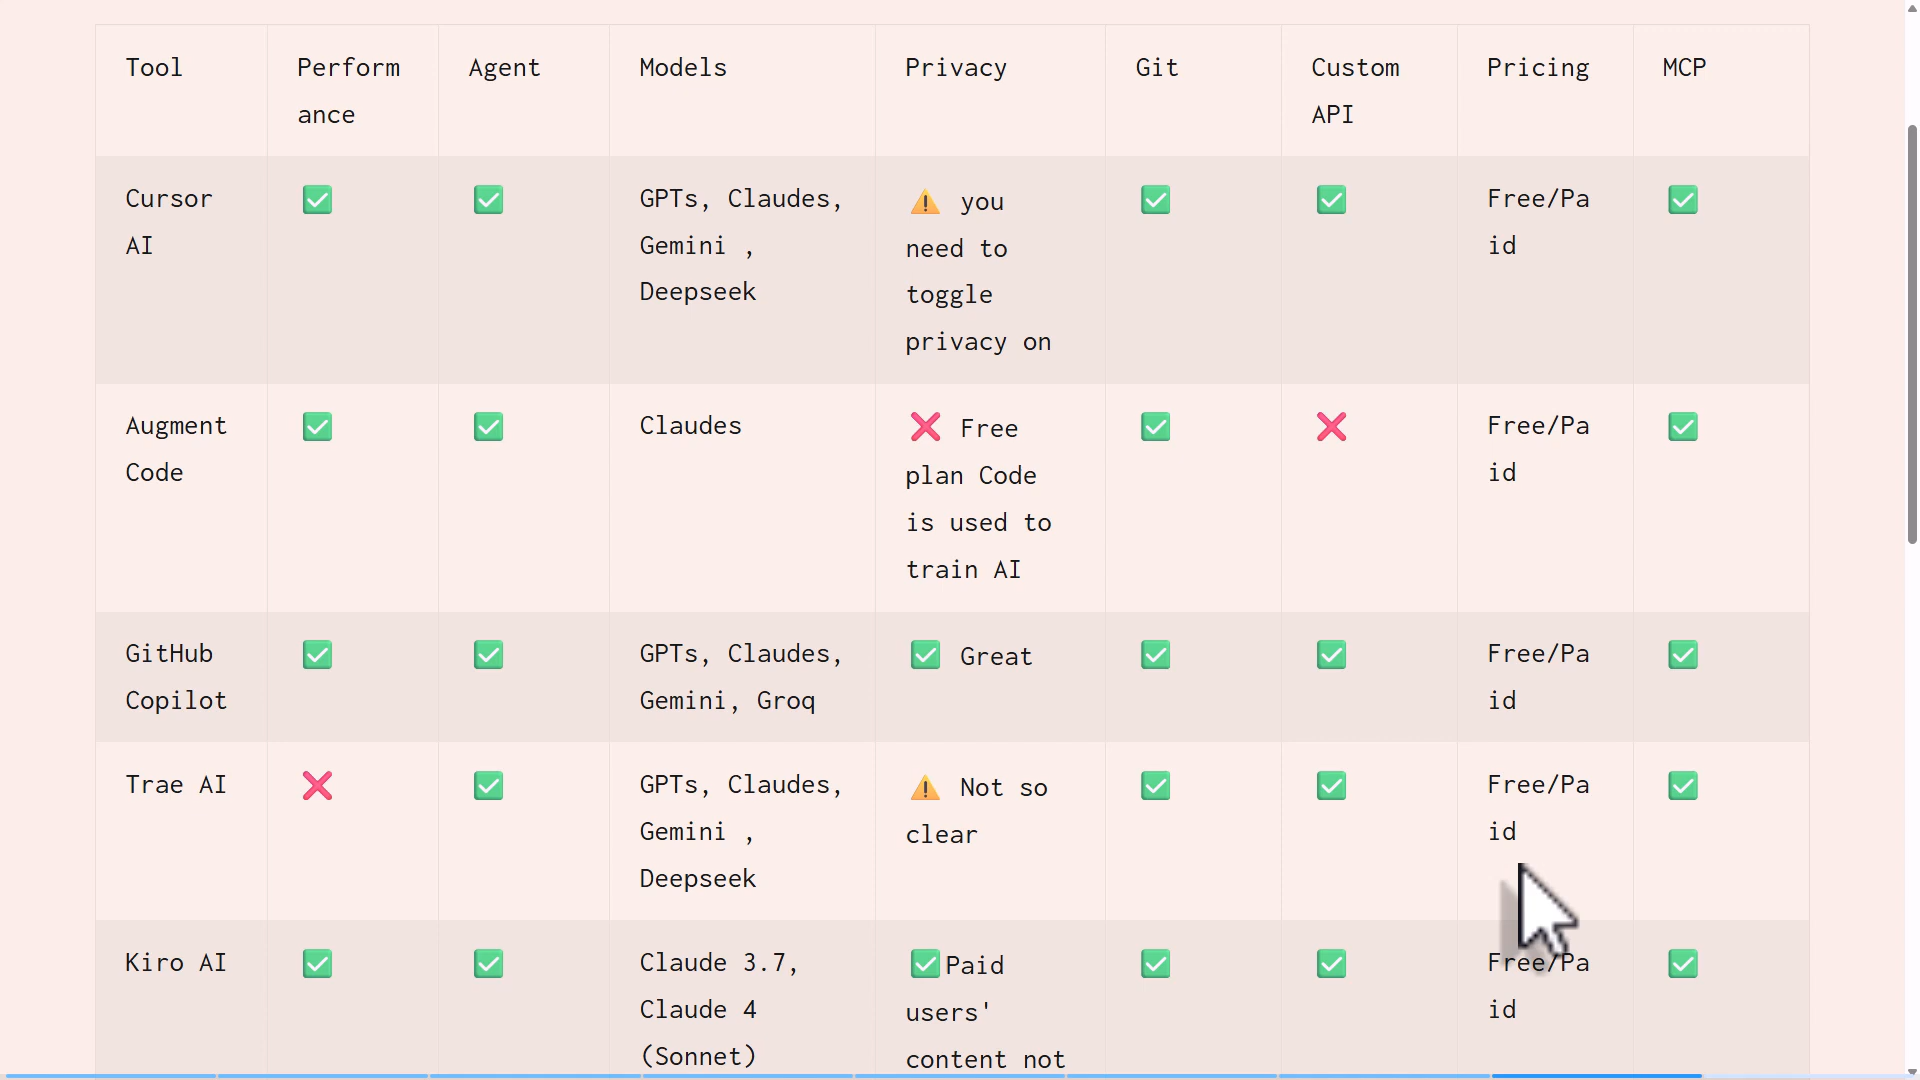 Tool Perform Agent Models Privacy Git Custom Pricing MCP
ance API
Cursor ✅ ✅ GPTs, Claudes, ⚠️ you ✅ ✅ Free/Pa ✅
AI Gemini , need to id
Deepseek toggle
privacy on
Augment ✅ ✅ Claudes ❌ Free ✅ ❌ Free/Pa ✅
Code plan Code id
is used to
train AI
GitHub ✅ ✅ GPTs, Claudes, ✅ Great ✅ ✅ Free/Pa ✅
Copilot Gemini, Groq id
Trae AI ❌ ✅ GPTs, Claudes, ⚠️ Not so ✅ ✅ Free/Pa ✅
Gemini , clear id
Deepseek
Kiro AI ✅ ✅ Claude 3.7, ✅Paid ✅ ✅ Free/Pa ✅
Claude 4 users' id
(Sonnet) content not